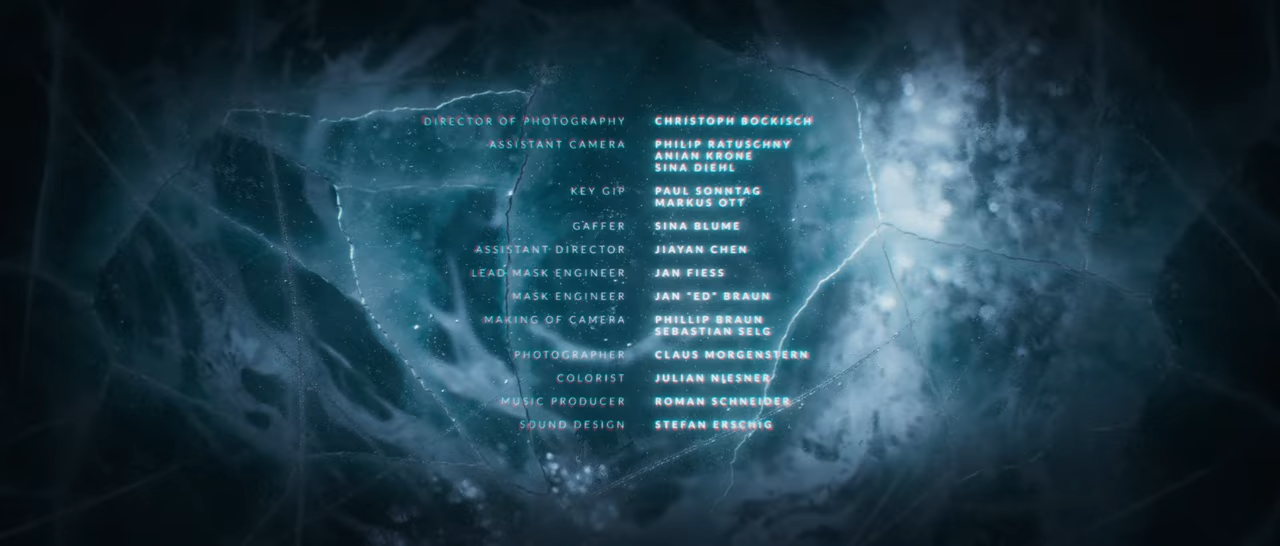 DIRECTOR OF PHOTOGRAPHY CHRISTOPH BOCKISCH
ASSISTANT CAMERA PHILIP RATUSCHNY
ANIAN KRONE
SINA DIEHL
KEY GIP PAUL SONNTAG
MARKUS OTT
GAFFER SINA BLUME
ASSISTANT DIRECTOR JIAYAN CHEN
LEAD MASK ENGINEER JAN FIESS
MASK ENGINEER JAN "ED" BRAUN
MAKING OF CAMERA PHILLIP BRAUN
SEBASTIAN SELG
PHOTOGRAPHER CLAUS MORGENSTERN
COLORIST JULIAN NIESNER
MUSIC PRODUCER ROMAN SCHNEIDER
SOUND DESIGN STEFAN ERSCHIG